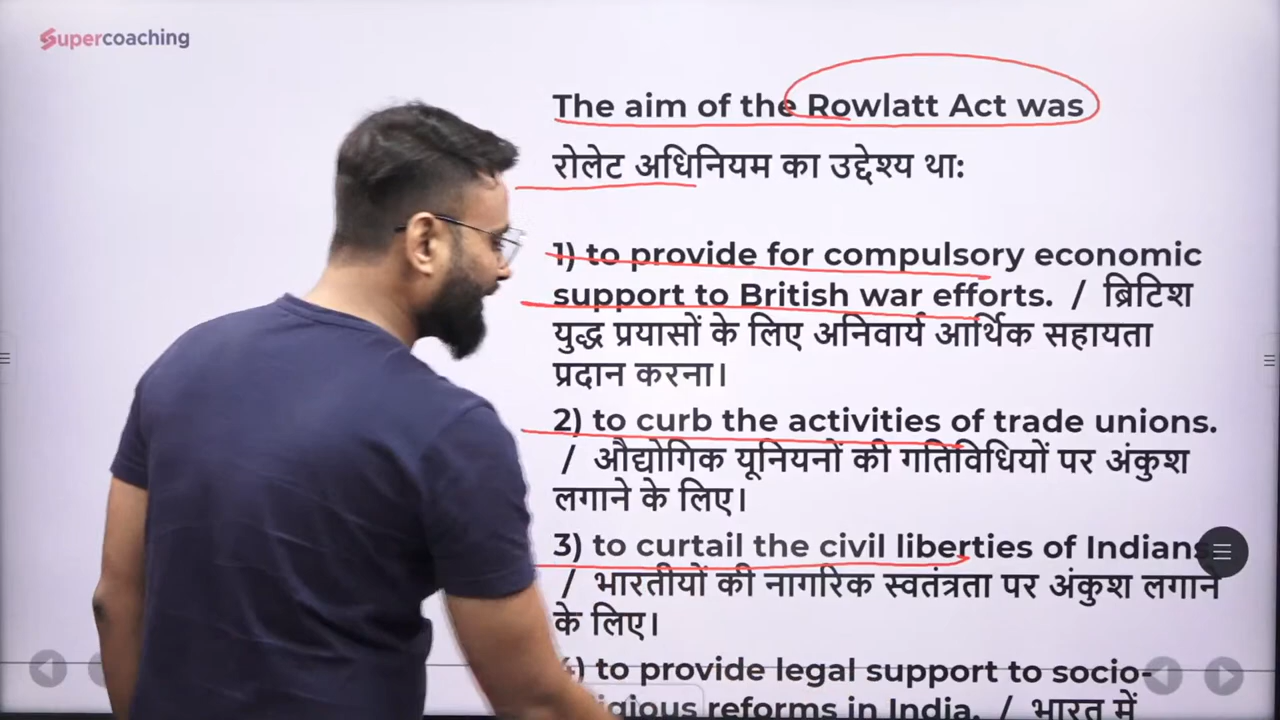 Supercoaching
The aim of the Rowlatt Act was
रोलेट अधिनियम का उद्देश्य था:
1) to provide for compulsory economic
support to British war efforts. / ब्रिटिश
युद्ध प्रयासों के लिए अनिवार्य आर्थिक सहायता
प्रदान करना।
2) to curb the activities of trade unions.
/ औद्योगिक यूनियनों की गतिविधियों पर अंकुश
लगाने के लिए।
3) to curtail the civil liberties of Indians
/ भारतीयों की नागरिक स्वतंत्रता पर अंकुश लगाने
के लिए।
to provide legal support to socio-
reforms in India. / भारत में